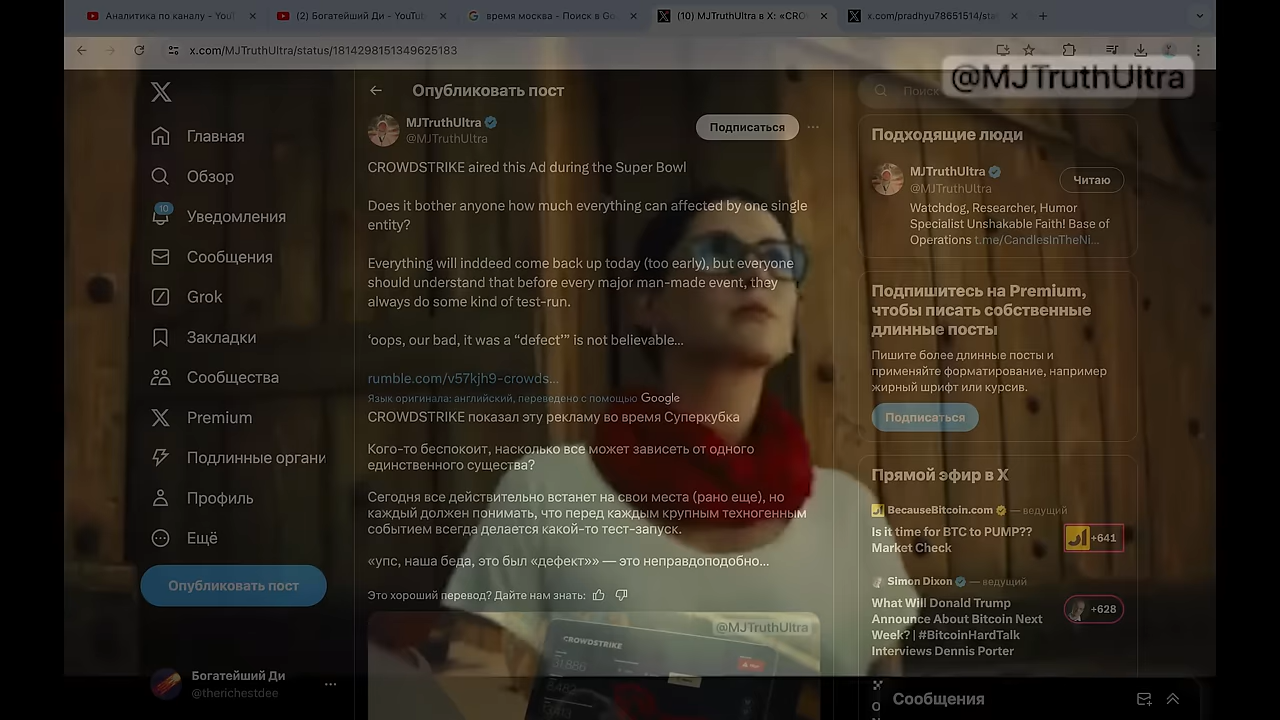 Аналитика по каналу - YouT
(2) Богатейший Ди - YouTub
время москва - Поиск в Go
(10) MJTruthUltra в X: «CRO
x.com/pradhyu78651514/sta
x.com/MJTruthUltra/status/1814298151349625183
@MJTruthUltra
Главная
Обзор
10
Уведомления
Сообщения
Grok
Закладки
Сообщества
Premium
Подлинные органи
Профиль
Ещё
Опубликовать пост
Богатейший Ди
@therichestdee
Опубликовать пост
MJTruthUltra
@MJTruthUltra
Подписаться
CROWDSTRIKE aired this Ad during the Super Bowl
Does it bother anyone how much everything can affected by one single
entity?
Everything will inddeed come back up today (too early), but everyone
should understand that before every major man-made event, they
always do some kind of test-run.
‘oops, our bad, it was a “defect’” is not believable...
rumble.com/v57kjh9-crowds...
Язык оригинала: английский, переведено с помощью Google
CROWDSTRIKE показал эту рекламу во время Суперкубка
Кого-то беспокоит, насколько все может зависеть от одного
единственного существа?
Сегодня все действительно встанет на свои места (рано еще), но
каждый должен понимать, что перед каждым крупным техногенным
событием всегда делается какой-то тест-запуск.
«упс, наша беда, это был «дефект»» — это неправдоподобно...
Это хороший перевод? Дайте нам знать:
@MJTruthUltra
CROWDSTRIKE
31,886
Поиск
Подходящие люди
MJTruthUltra
@MJTruthUltra
Читаю
Watchdog, Researcher, Humor
Specialist Unshakable Faith! Base of
Operations t.me/CandlesInTheNi...
Подпишитесь на Premium,
чтобы писать собственные
длинные посты
Пишите более длинные посты и
применяйте форматирование, например
жирный шрифт или курсив.
Подписаться
Прямой эфир в X
BecauseBitcoin.com — ведущий
Is it time for BTC to PUMP??
Market Check
+641
Simon Dixon — ведущий
What Will Donald Trump
Announce About Bitcoin Next
Week? | #BitcoinHardTalk
Interviews Dennis Porter
+628
Сообщения